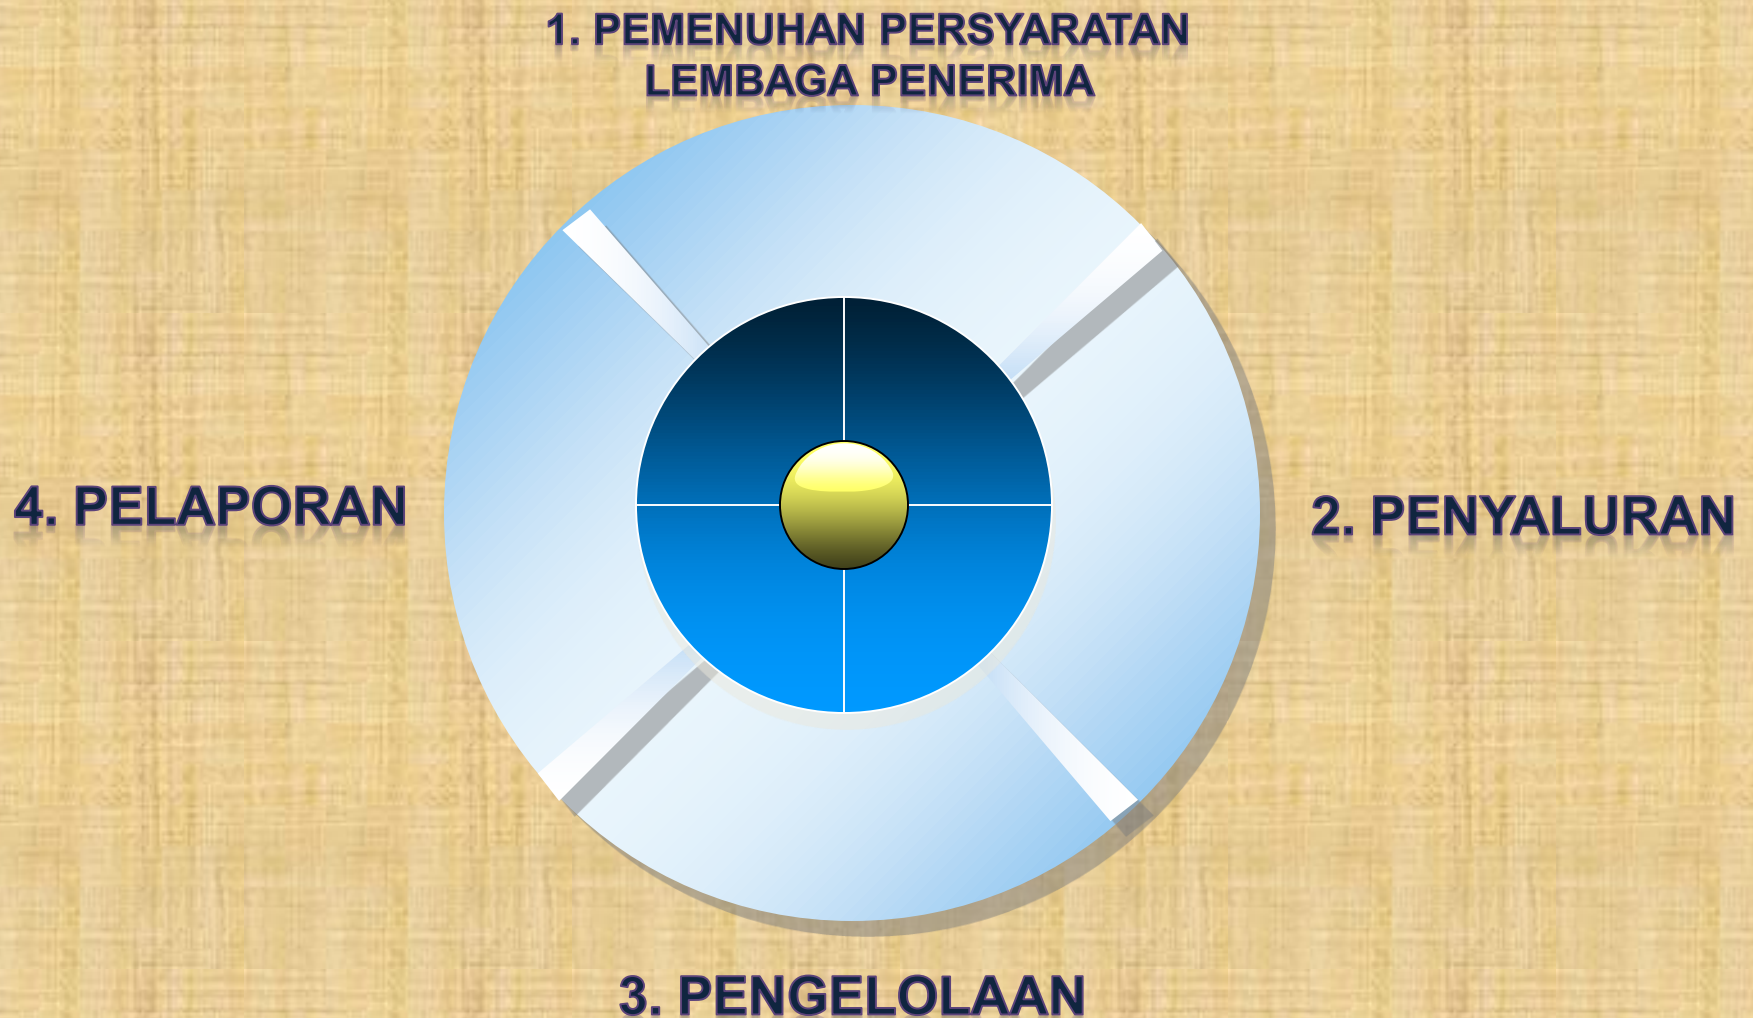 1. PEMENUHAN PERSYARATAN
LEMBAGA PENERIMA
2. PENYALURAN
3. PENGELOLAAN
4. PELAPORAN